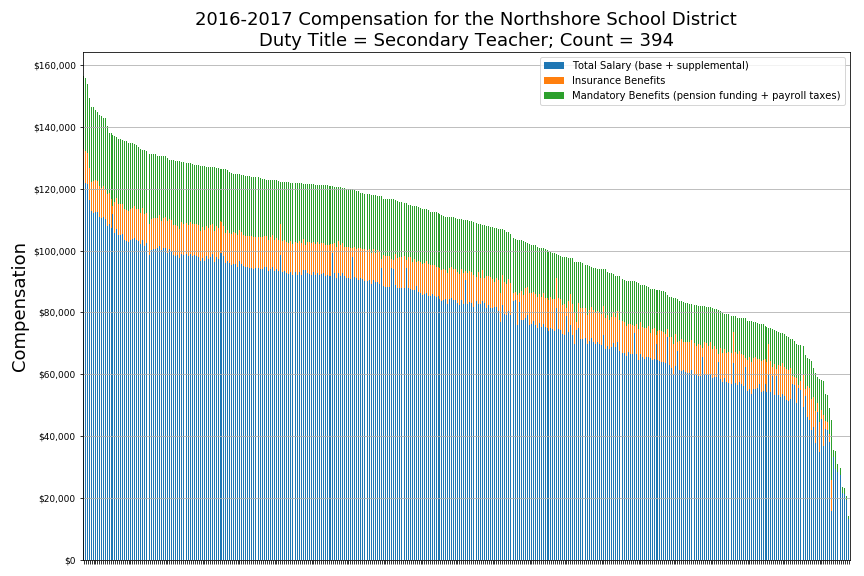 2016-2017 Compensation for the Northshore School District
Duty Title = Secondary Teacher; Count = 394
Total Salary (base + supplemental)
Insurance Benefits
Mandatory Benefits (pension funding + payroll taxes)
Compensation
$160,000
$140,000
$120,000
$100,000
$80,000
$60,000
$40,000
$20,000
$0